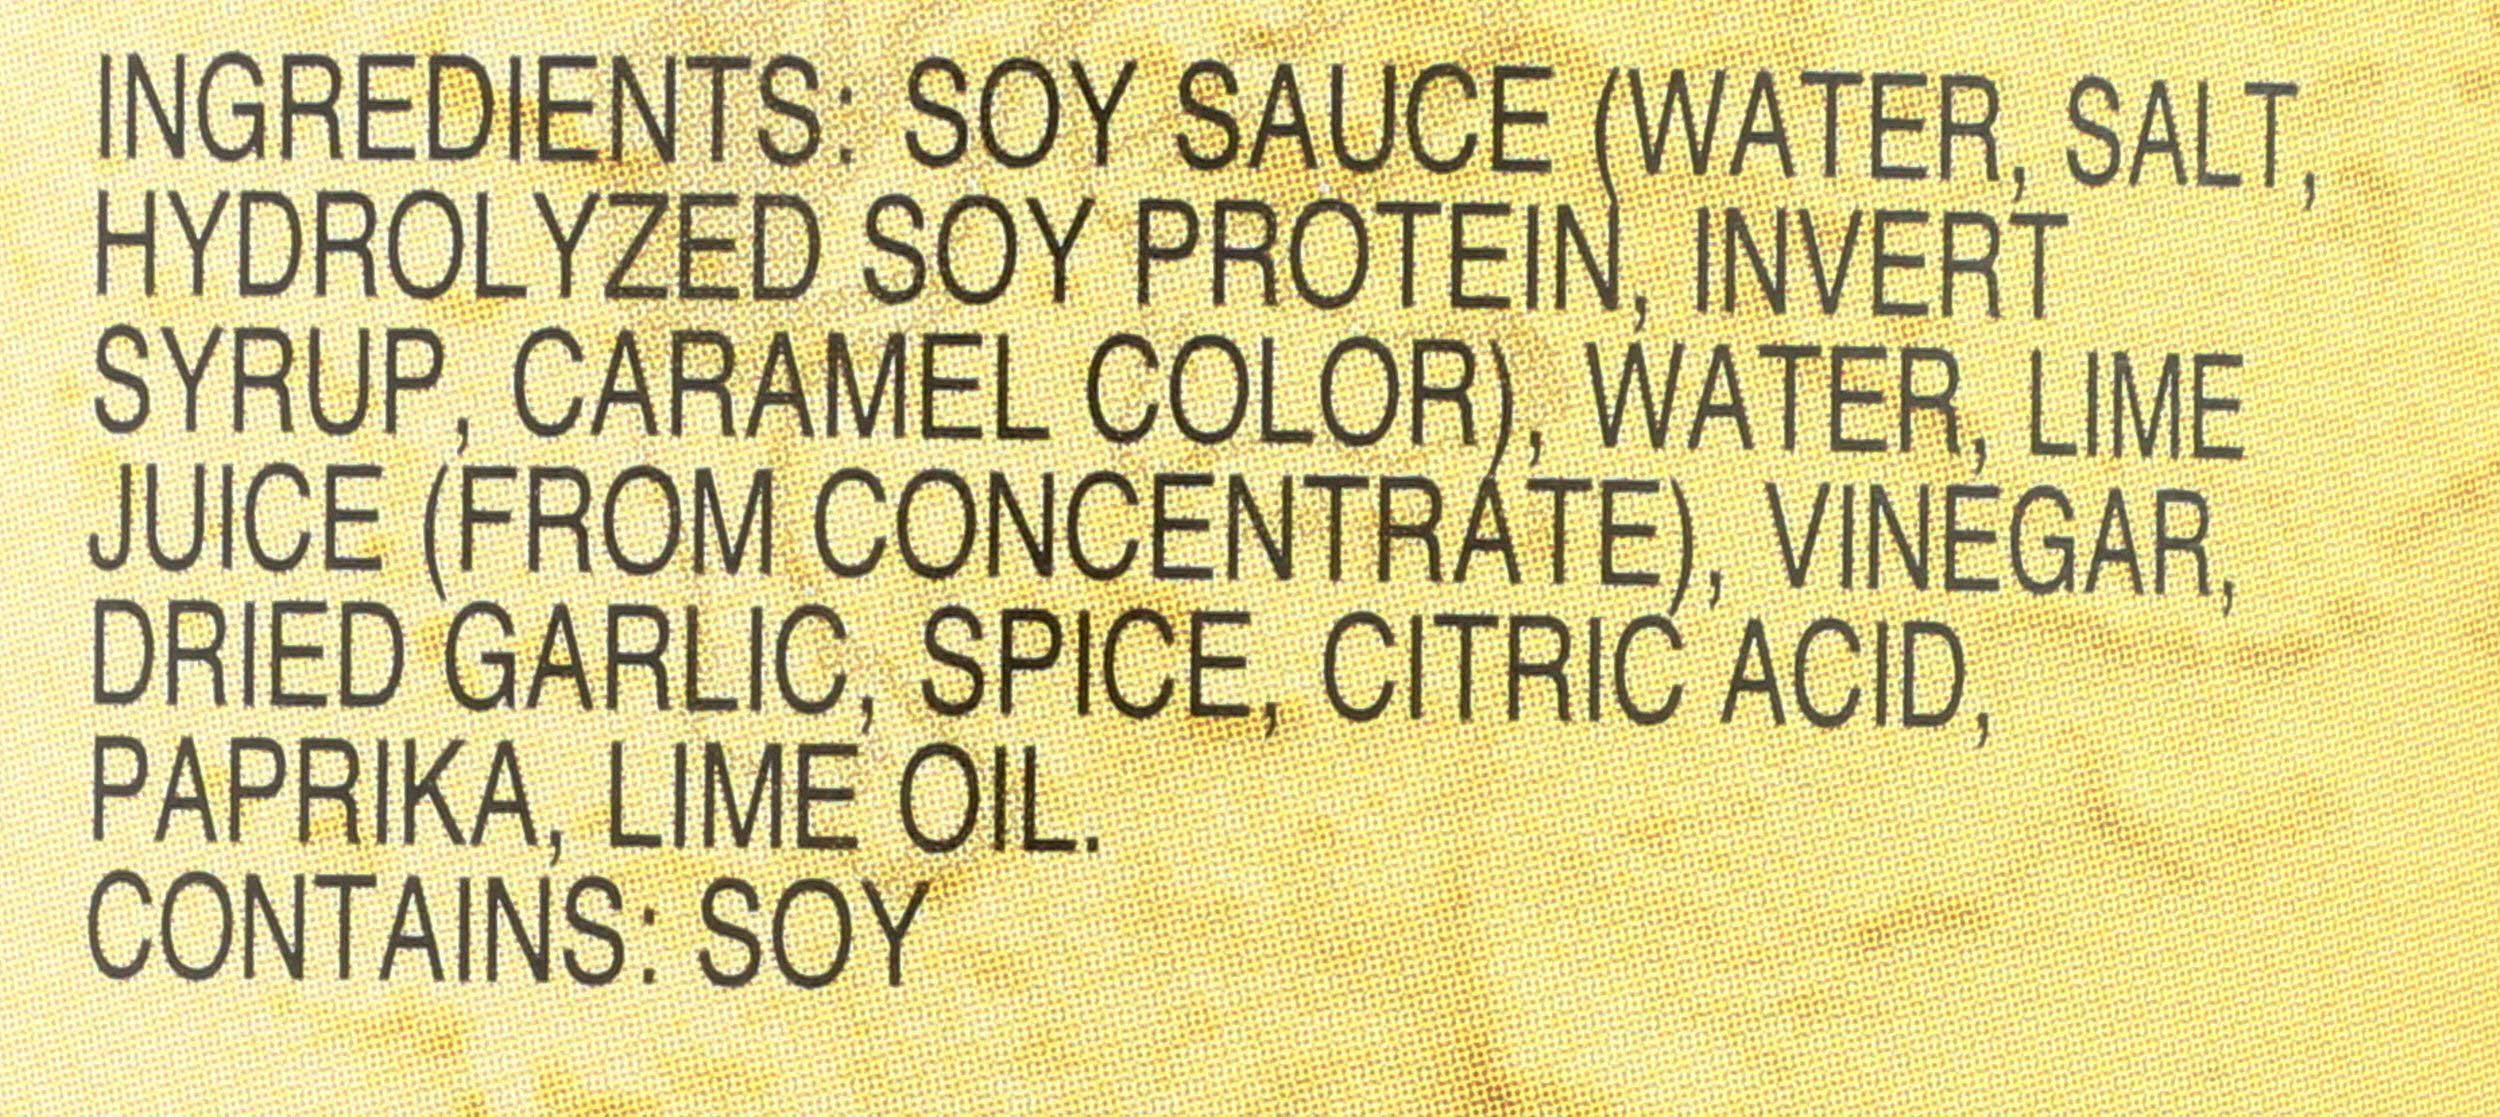 INGREDIENTS: SOY SAUCE (WATER, SALT,
HYDROLYZED SOY PROTEIN, INVERT
SYRUP, CARAMEL COLOR), WATER, LIME
JUICE (FROM CONCENTRATE), VINEGAR,
DRIED GARLIC, SPICE, CITRIC ACID,
PAPRIKA, LIME OIL.
CONTAINS: SOY